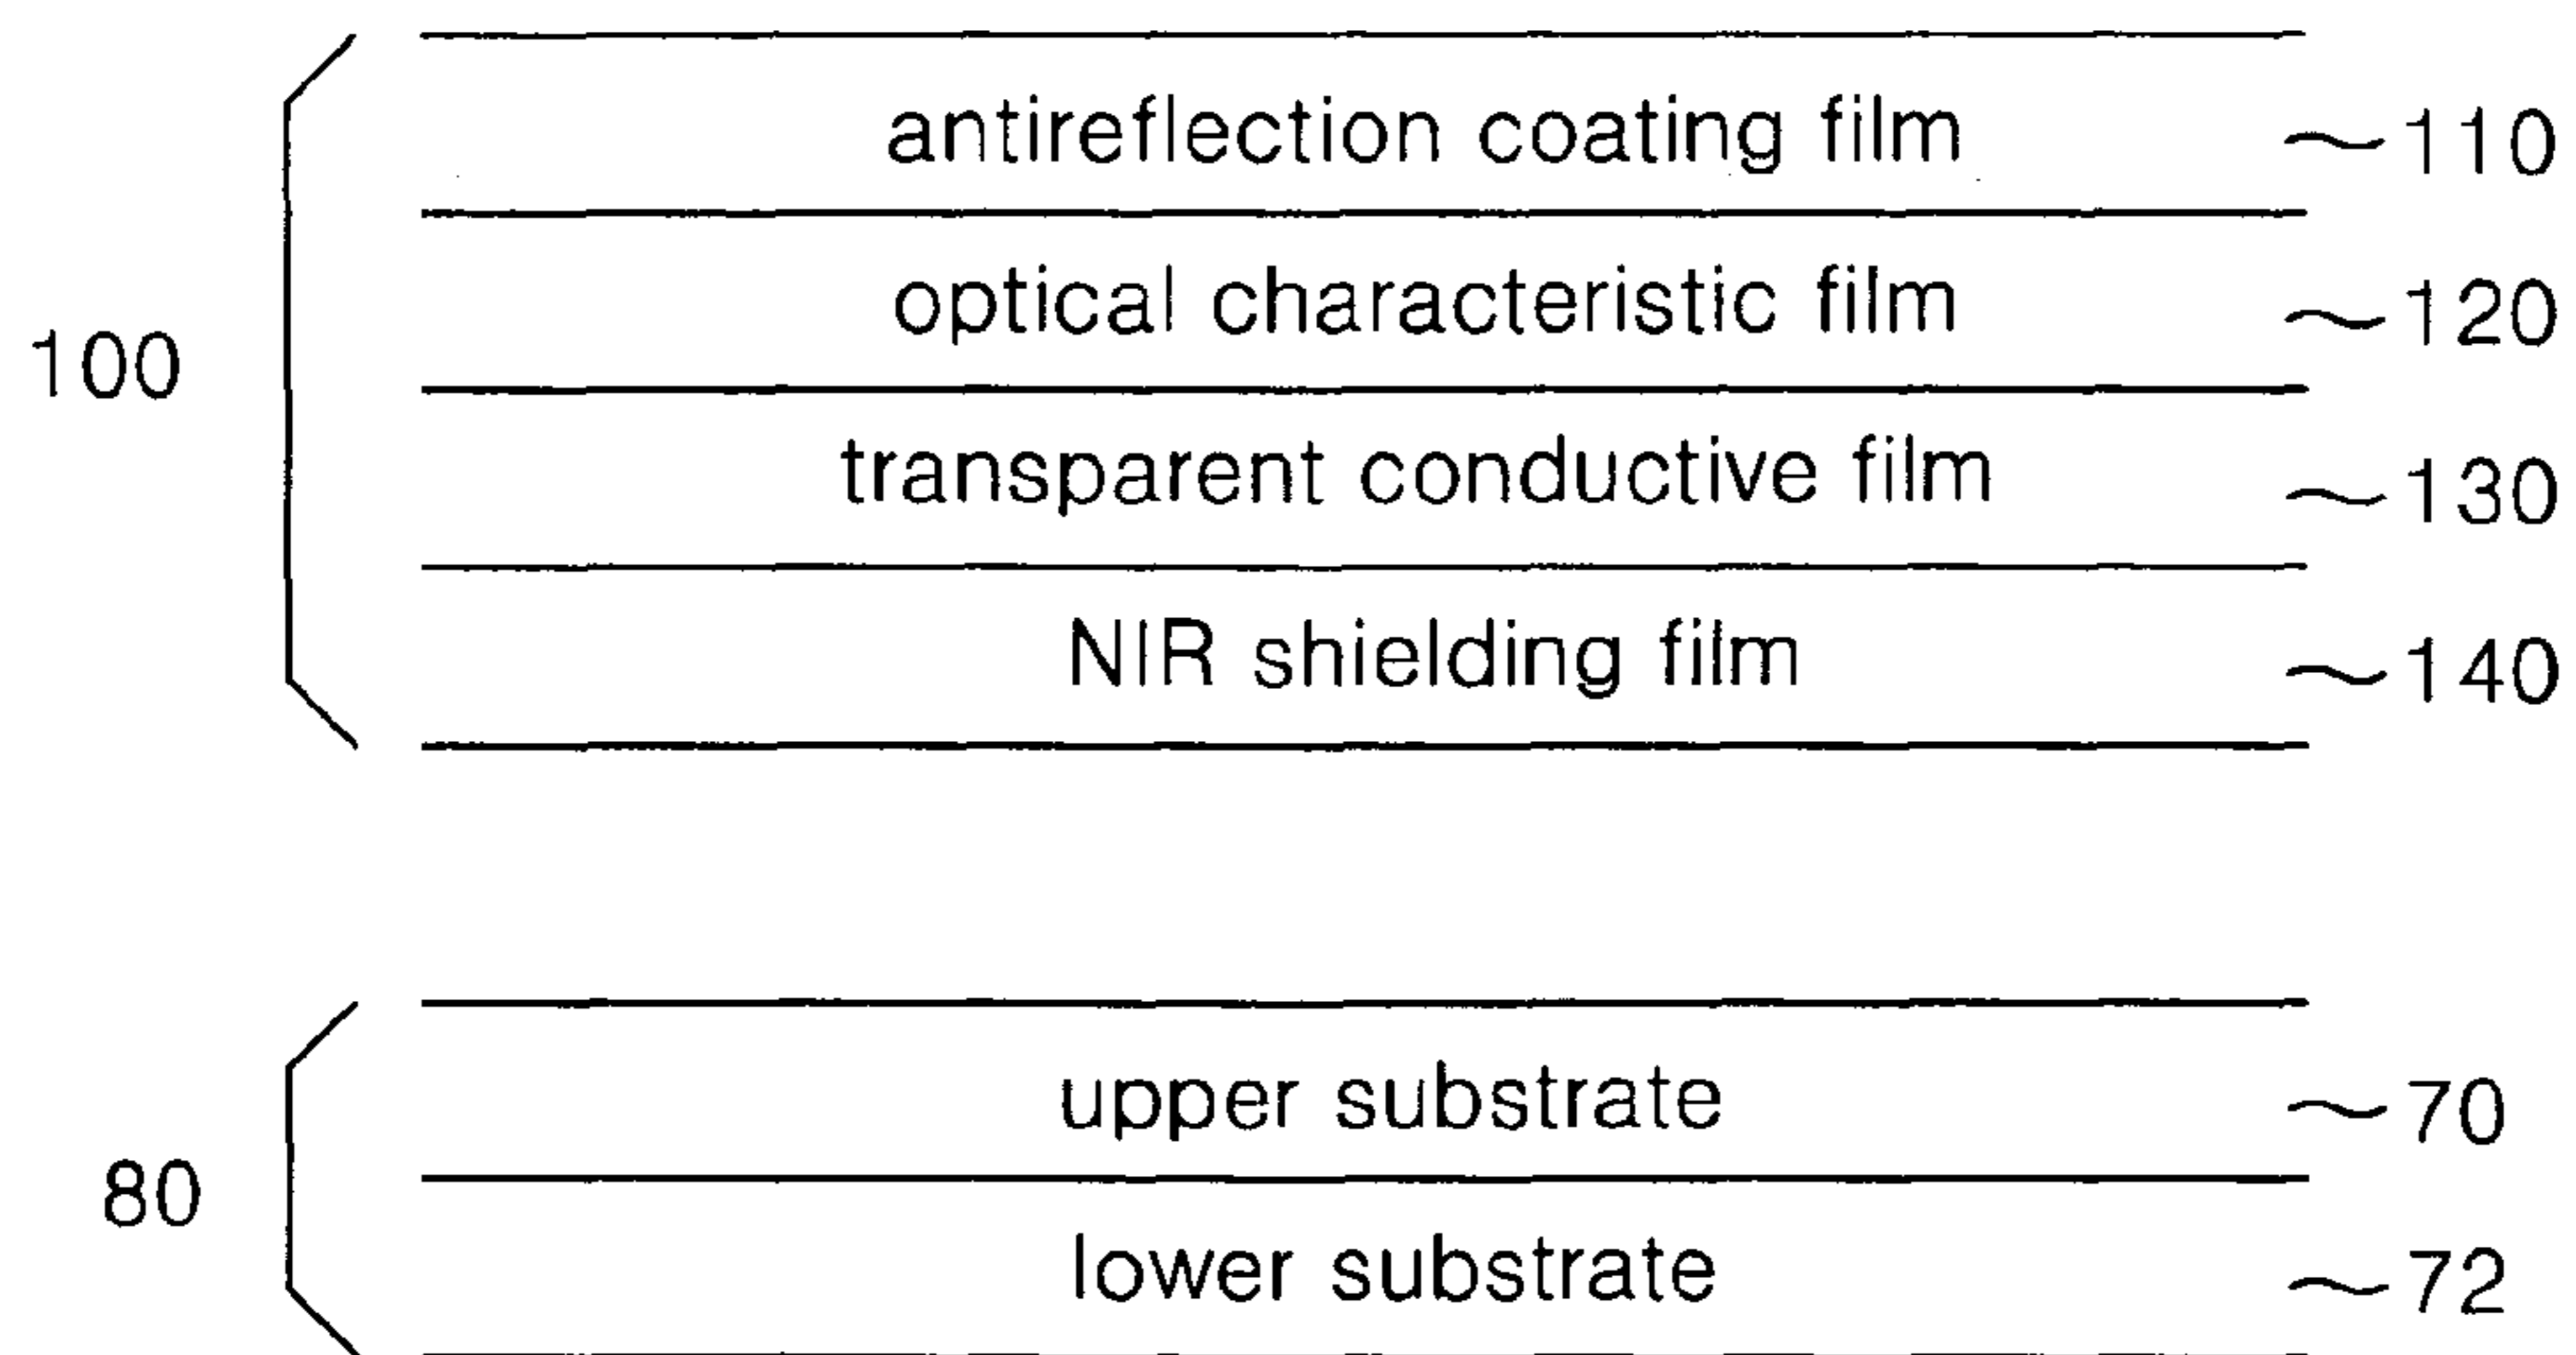 antireflection coating film ~110
optical characteristic film ~120
100
transparent conductive film ~130
NIR shielding film ~140
upper substrate ~70
80
lower substrate ~72